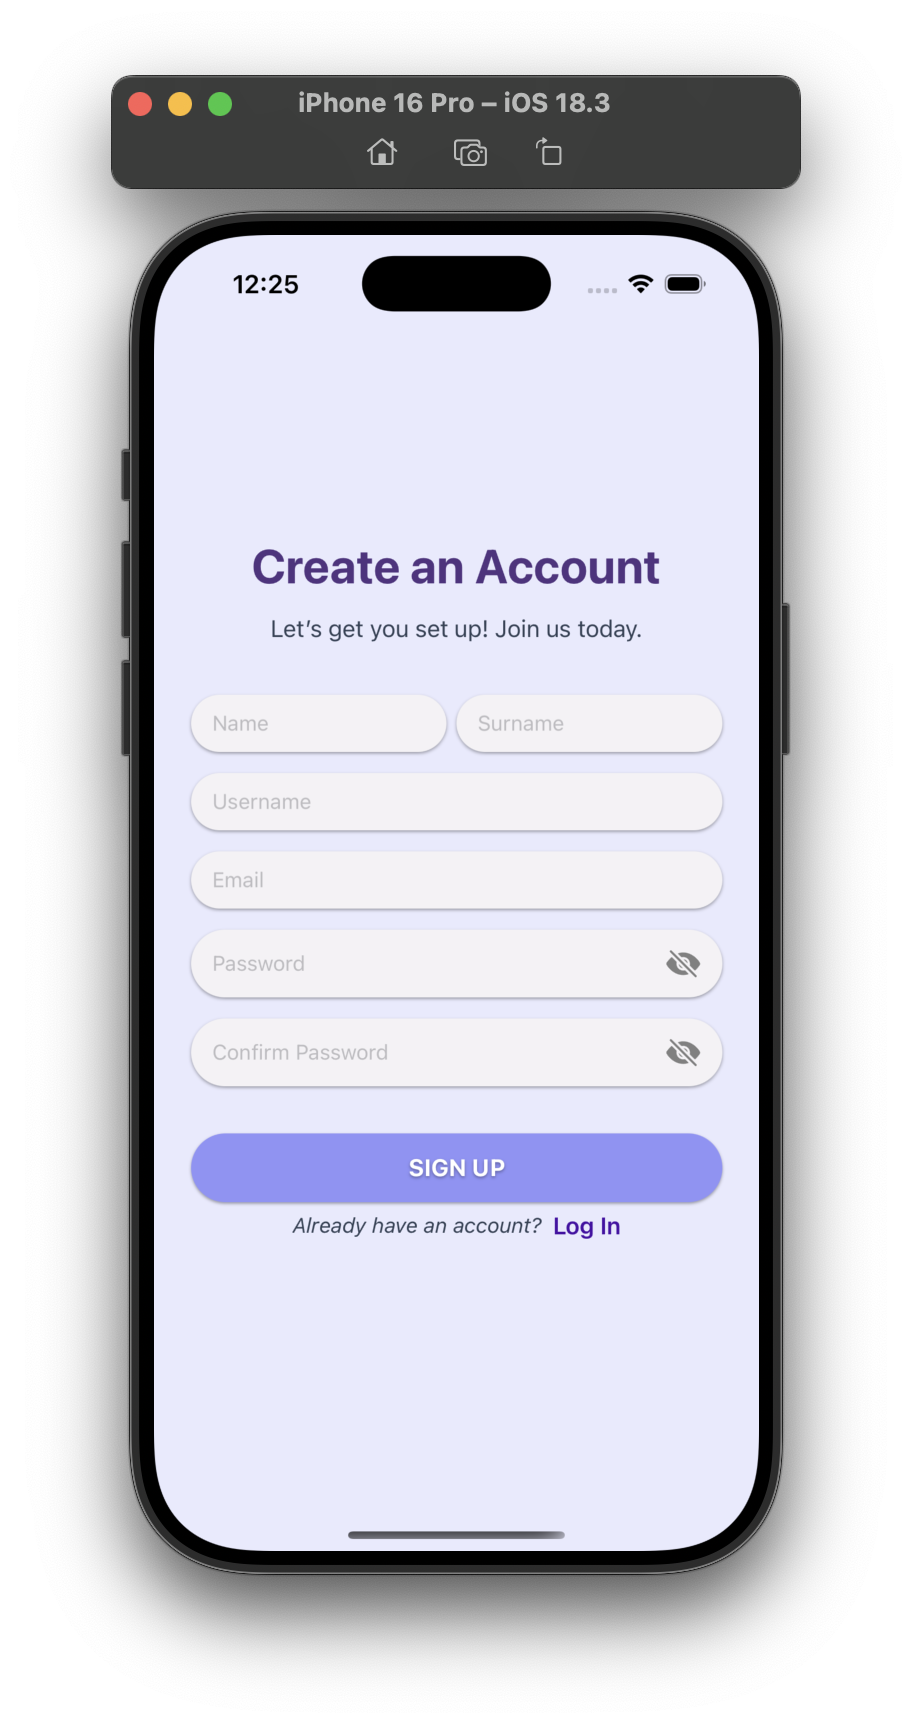 iPhone 16 Pro – iOS 18.3
12:25
Create an Account
Let’s get you set up! Join us today.
Name Surname
Username
Email
Password
Confirm Password
SIGN UP
Already have an account? Log In